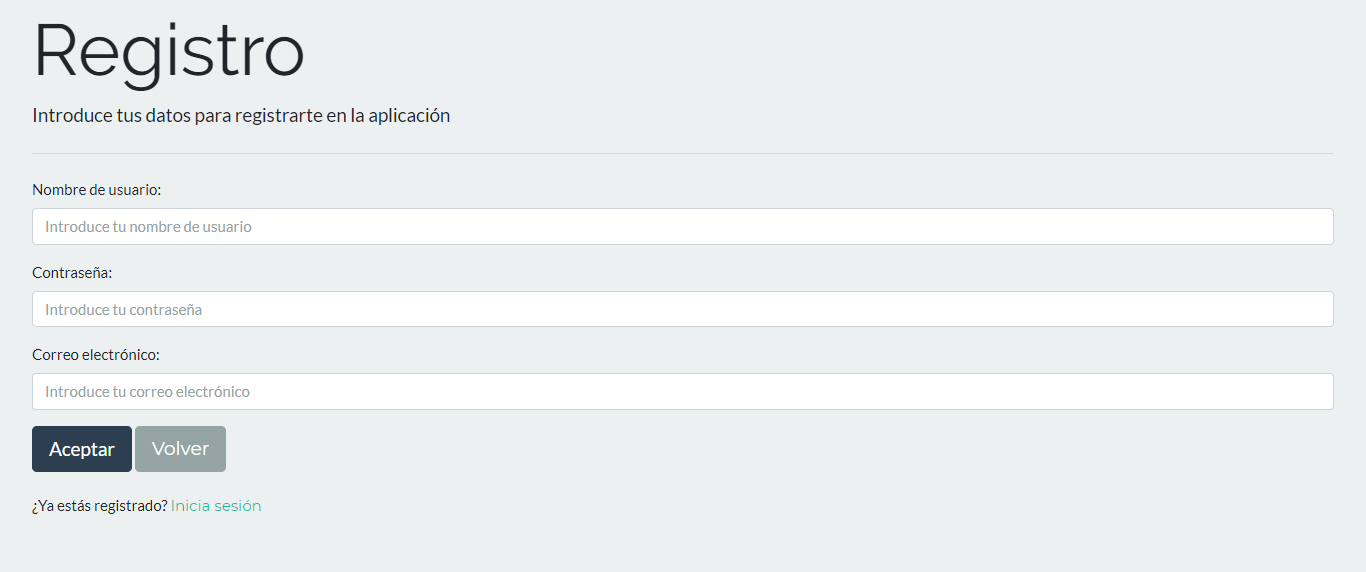 Registro
Introduce tus datos para registrarte en la aplicación
Nombre de usuario:
Introduce tu nombre de usuario
Contraseña:
Introduce tu contraseña
Correo electrónico:
Introduce tu correo electrónico
Aceptar Volver
¿Ya estás registrado? Inicia sesión